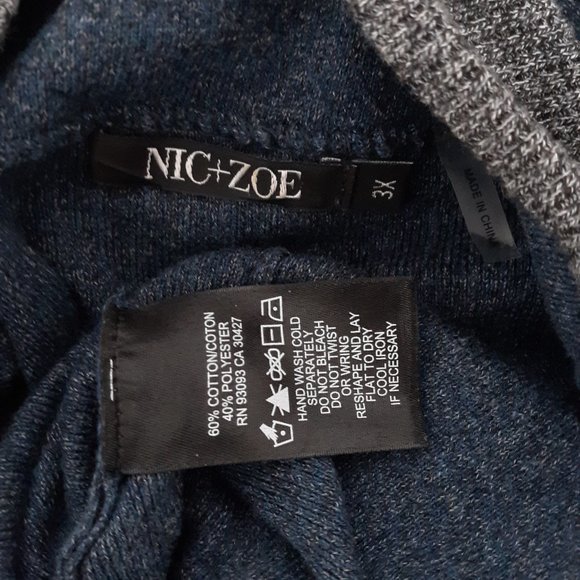 NIC+ZOE
3X
MADE IN CHINA
60% COTTON/COTON
40% POLYESTER
RN 93093 CA 30427
HAND WASH COLD
SEPARATELY
DO NOT BLEACH
DO NOT TWIST
OR WRING
RESHAPE AND LAY
FLAT TO DRY
COOL IRON
IF NECESSARY